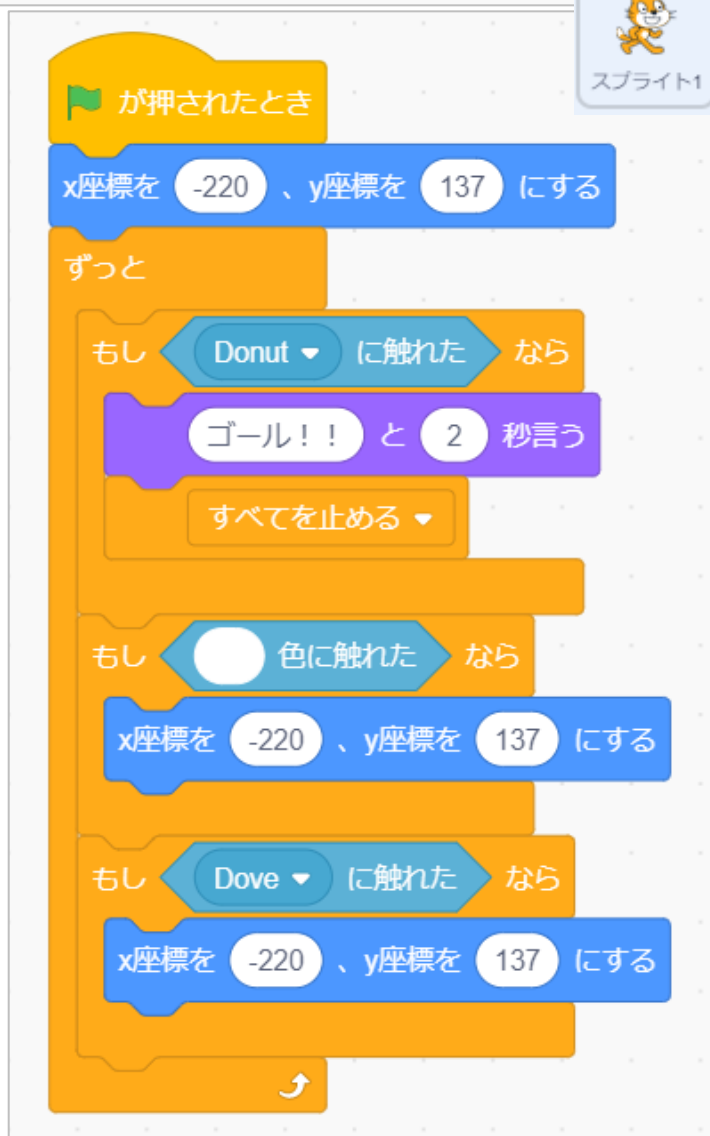 スプライト1
が押されたとき
x座標を -220 、y座標を 137 にする
ずっと
もし Donut に触れた なら
ゴール！！ と 2 秒言う
すべてを止める
もし 色に触れた なら
x座標を -220 、y座標を 137 にする
もし Dove に触れた なら
x座標を -220 、y座標を 137 にする